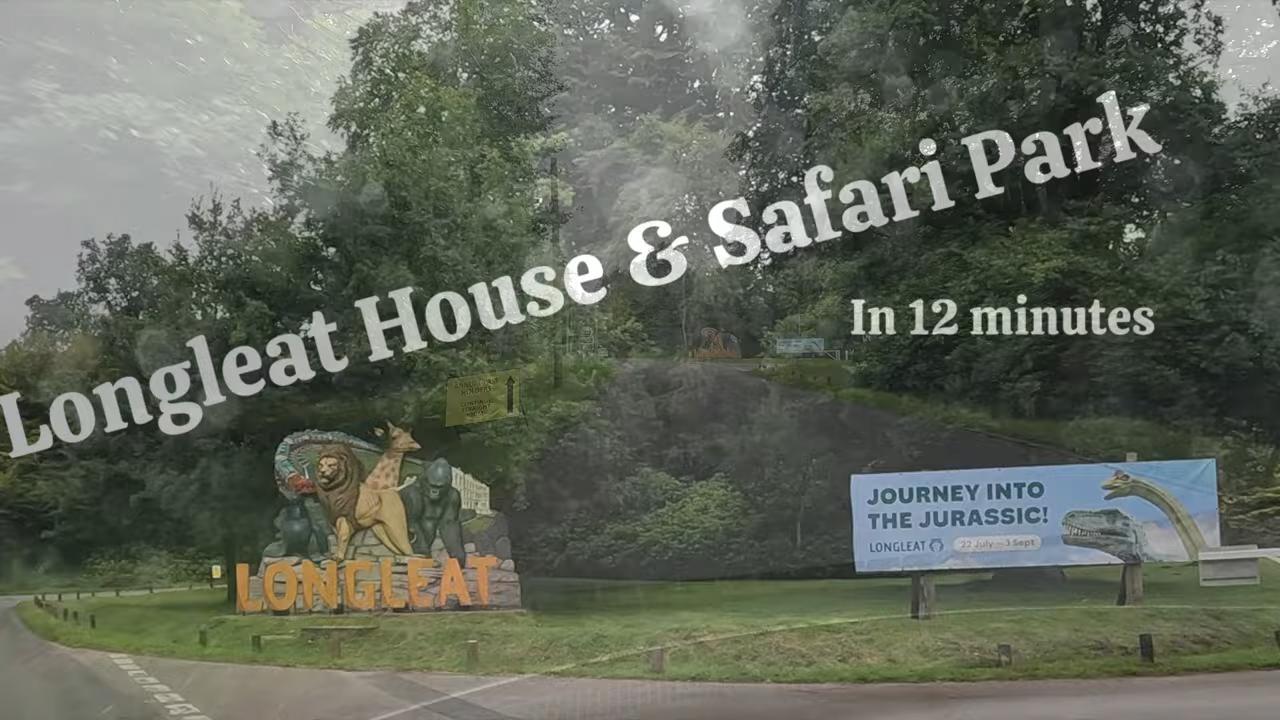 Longleat House & Safari Park
In 12 minutes
LONGLEAT
JOURNEY INTO
THE JURASSIC!
LONGLEAT
22 July – 3 Sept